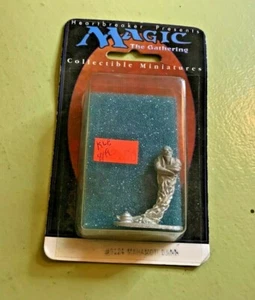 Heartbreaker Presents
MAGIC
The Gathering
Collectible Miniatures